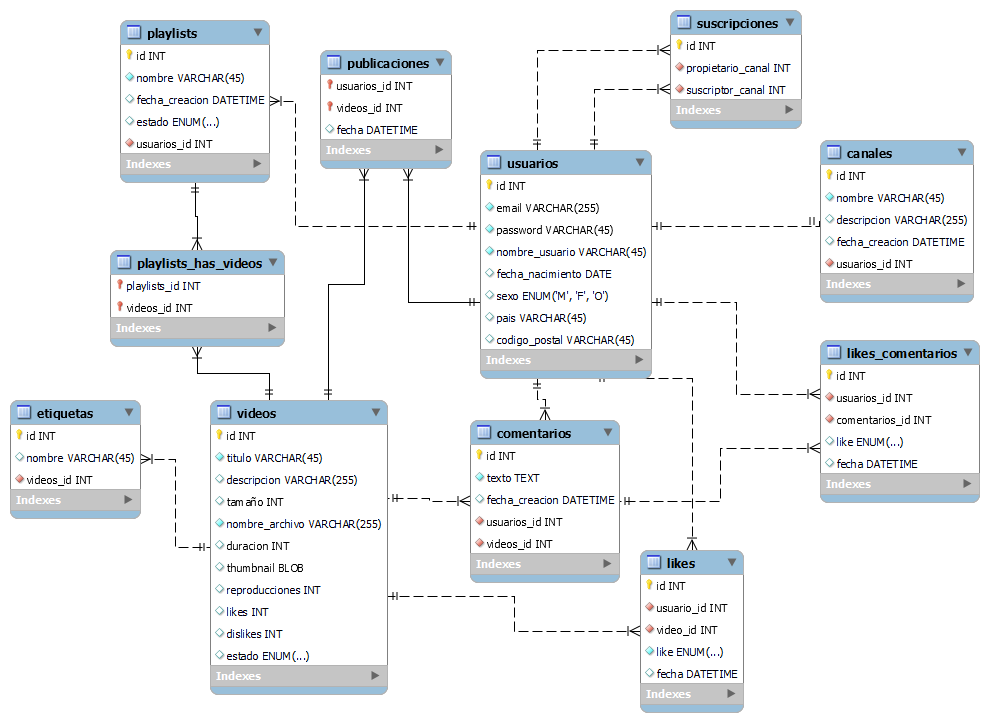 playlists
id INT
nombre VARCHAR(45)
fecha_creacion DATETIME
estado ENUM(...)
usuarios_id INT
Indexes
publicaciones
usuarios_id INT
videos_id INT
fecha DATETIME
Indexes
suscripciones
id INT
propietario_canal INT
suscriptor_canal INT
Indexes
usuarios
id INT
email VARCHAR(255)
password VARCHAR(45)
nombre_usuario VARCHAR(45)
fecha_nacimiento DATE
sexo ENUM('M', 'F', 'O')
pais VARCHAR(45)
codigo_postal VARCHAR(45)
Indexes
canales
id INT
nombre VARCHAR(45)
descripcion VARCHAR(255)
fecha_creacion DATETIME
usuarios_id INT
Indexes
playlists_has_videos
playlists_id INT
videos_id INT
Indexes
likes_comentarios
id INT
usuarios_id INT
comentarios_id INT
like ENUM(...)
fecha DATETIME
Indexes
etiquetas
id INT
nombre VARCHAR(45)
videos_id INT
Indexes
videos
id INT
titulo VARCHAR(45)
descripcion VARCHAR(255)
tamaño INT
nombre_archivo VARCHAR(255)
duracion INT
thumbnail BLOB
reproducciones INT
likes INT
dislikes INT
estado ENUM(...)
Indexes
comentarios
id INT
texto TEXT
fecha_creacion DATETIME
usuarios_id INT
videos_id INT
Indexes
likes
id INT
usuario_id INT
video_id INT
like ENUM(...)
fecha DATETIME
Indexes